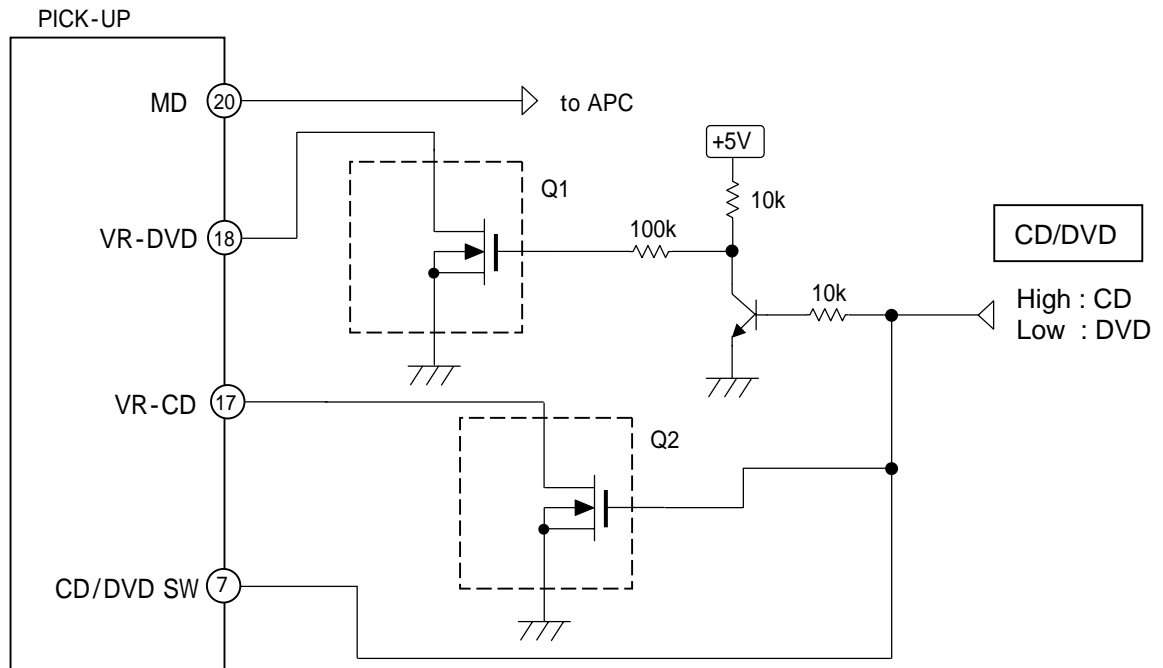 PICK-UP
MD 20 to APC
+5V
Q1
10k
VR-DVD 18
100k
CD/DVD
10k
High : CD
Low : DVD
VR-CD 17
Q2
CD/DVD SW 7